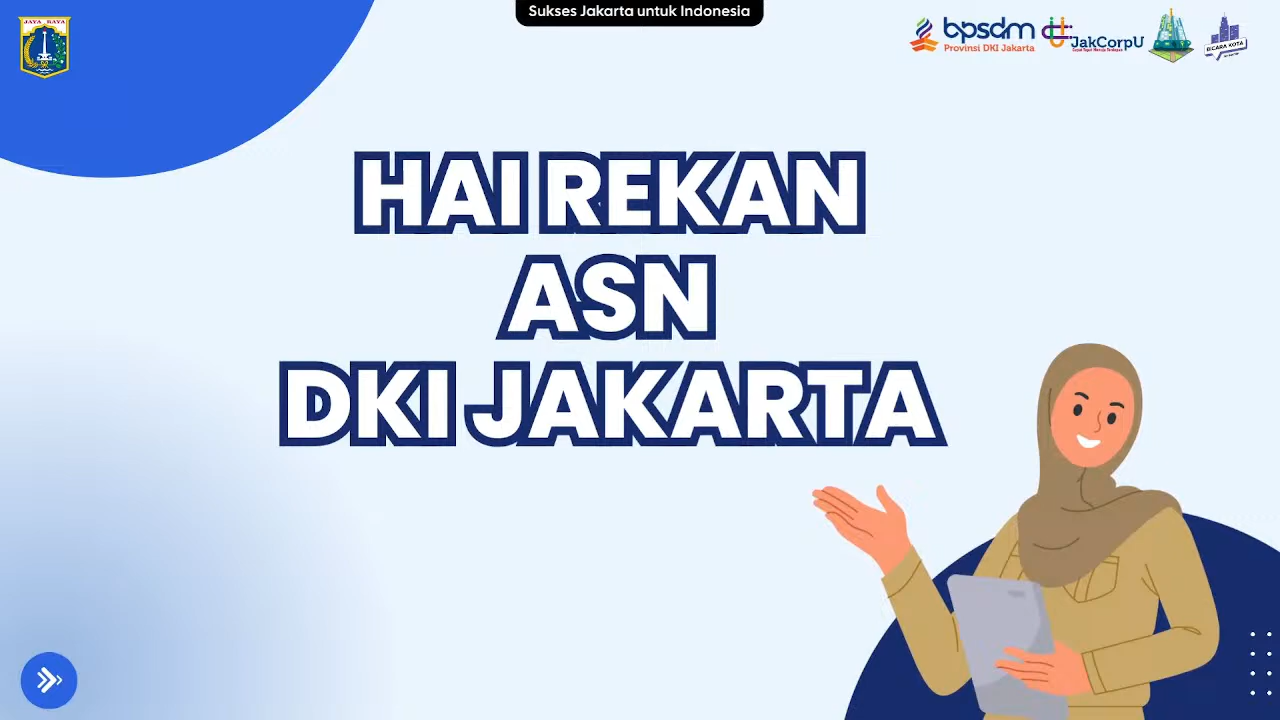 Sukses Jakarta untuk Indonesia
JAYA RAYA
bpsdm
Provinsi DKI Jakarta
JakCorpU
BICARA KOTA
HAI REKAN
ASN
DKI JAKARTA